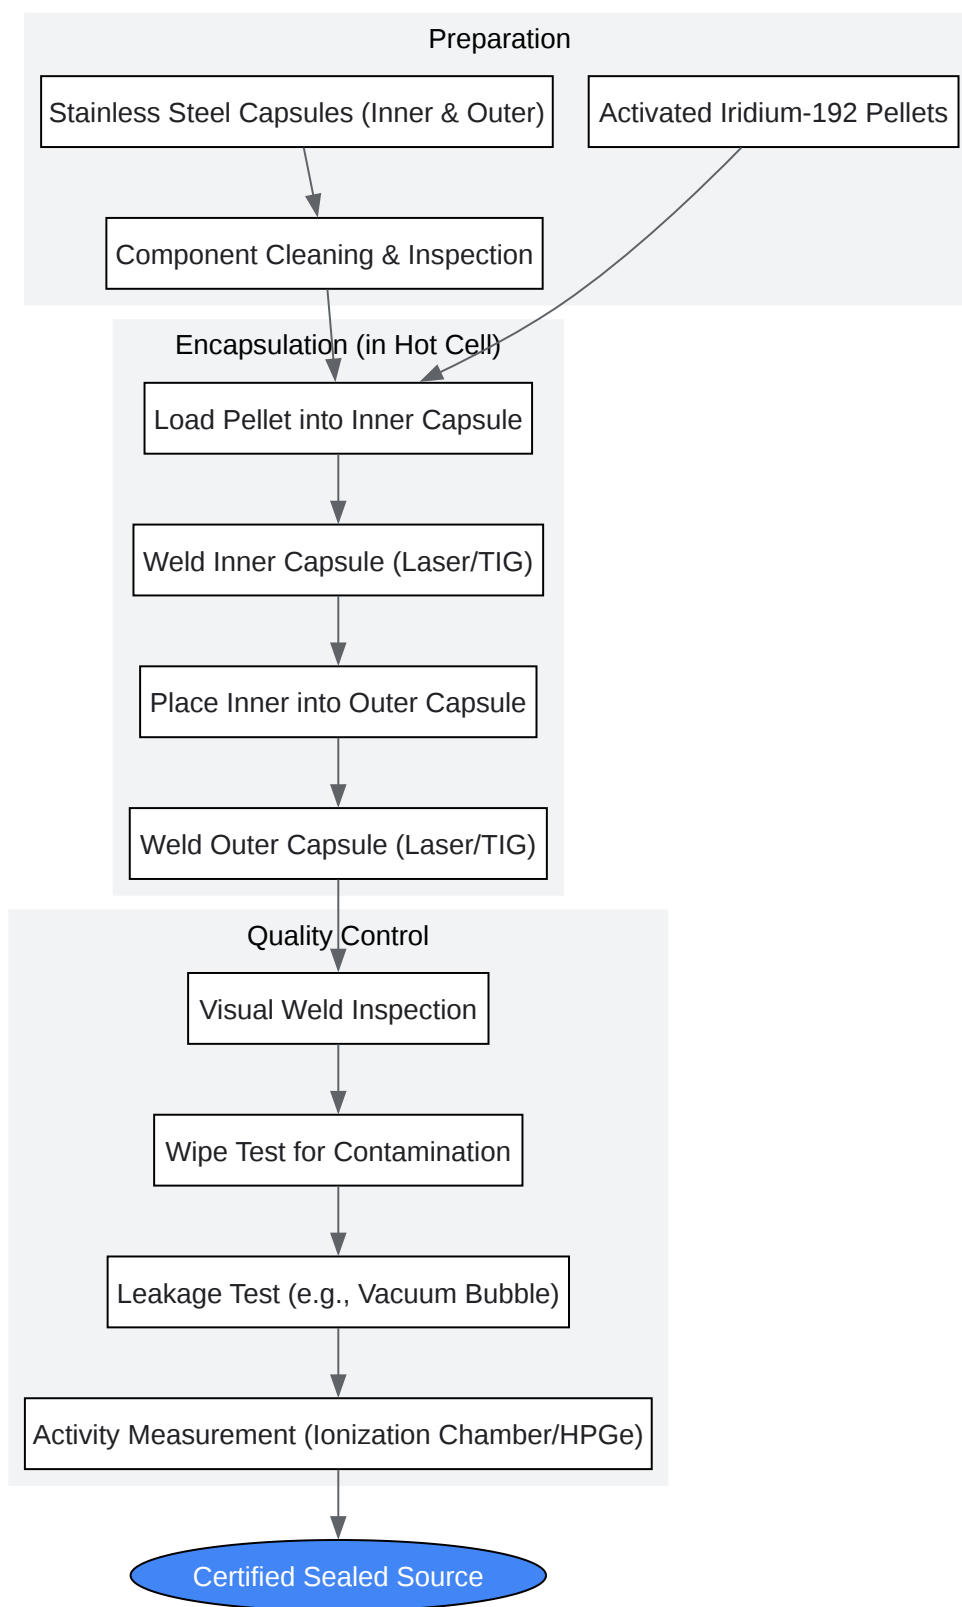 Preparation
Stainless Steel Capsules (Inner & Outer)
Activated Iridium-192 Pellets
Component Cleaning & Inspection
Encapsulation (in Hot Cell)
Load Pellet into Inner Capsule
Weld Inner Capsule (Laser/TIG)
Place Inner into Outer Capsule
Weld Outer Capsule (Laser/TIG)
Quality Control
Visual Weld Inspection
Wipe Test for Contamination
Leakage Test (e.g., Vacuum Bubble)
Activity Measurement (Ionization Chamber/HPGe)
Certified Sealed Source